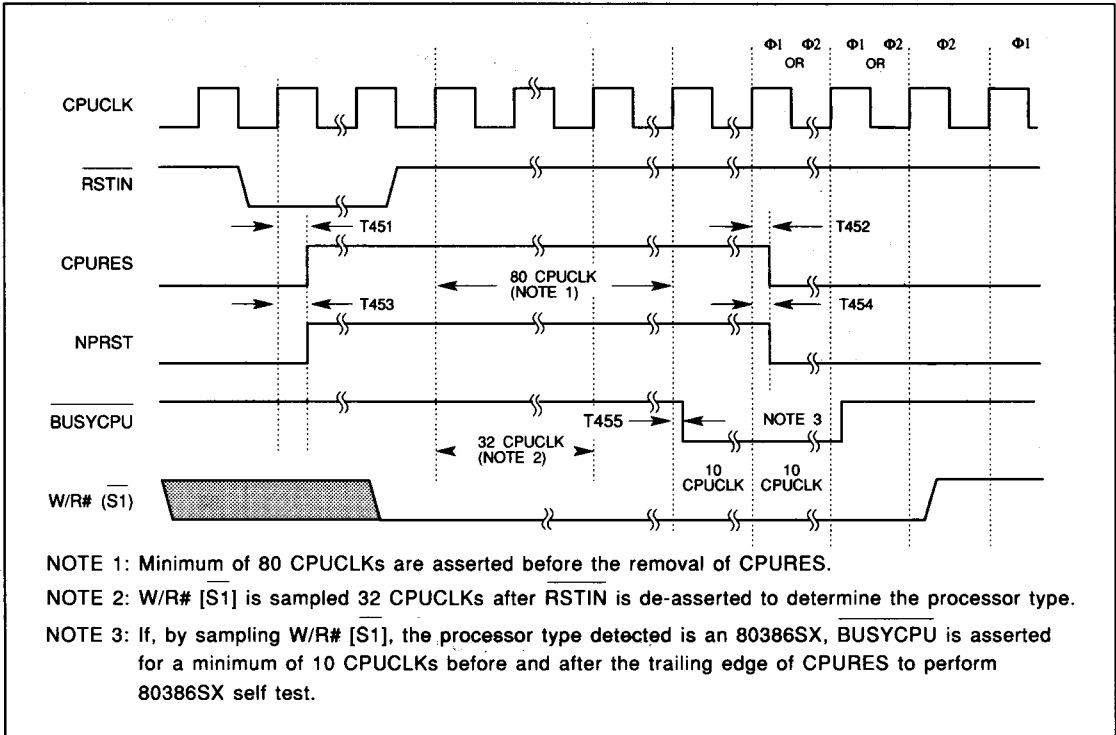 Φ1 Φ2 Φ1 Φ2 Φ2 Φ1
OR OR
CPUCLK
RSTIN
T451 T452
CPURES
80 CPUCLK
(NOTE 1)
T453 T454
NPRST
BUSYCPU
T455 NOTE 3
32 CPUCLK
(NOTE 2)
10 10
CPUCLK CPUCLK
W/R# (S1)
NOTE 1: Minimum of 80 CPUCLKs are asserted before the removal of CPURES.
NOTE 2: W/R# [S1] is sampled 32 CPUCLKs after RSTIN is de-asserted to determine the processor type.
NOTE 3: If, by sampling W/R# [S1], the processor type detected is an 80386SX, BUSYCPU is asserted
for a minimum of 10 CPUCLKs before and after the trailing edge of CPURES to perform
80386SX self test.